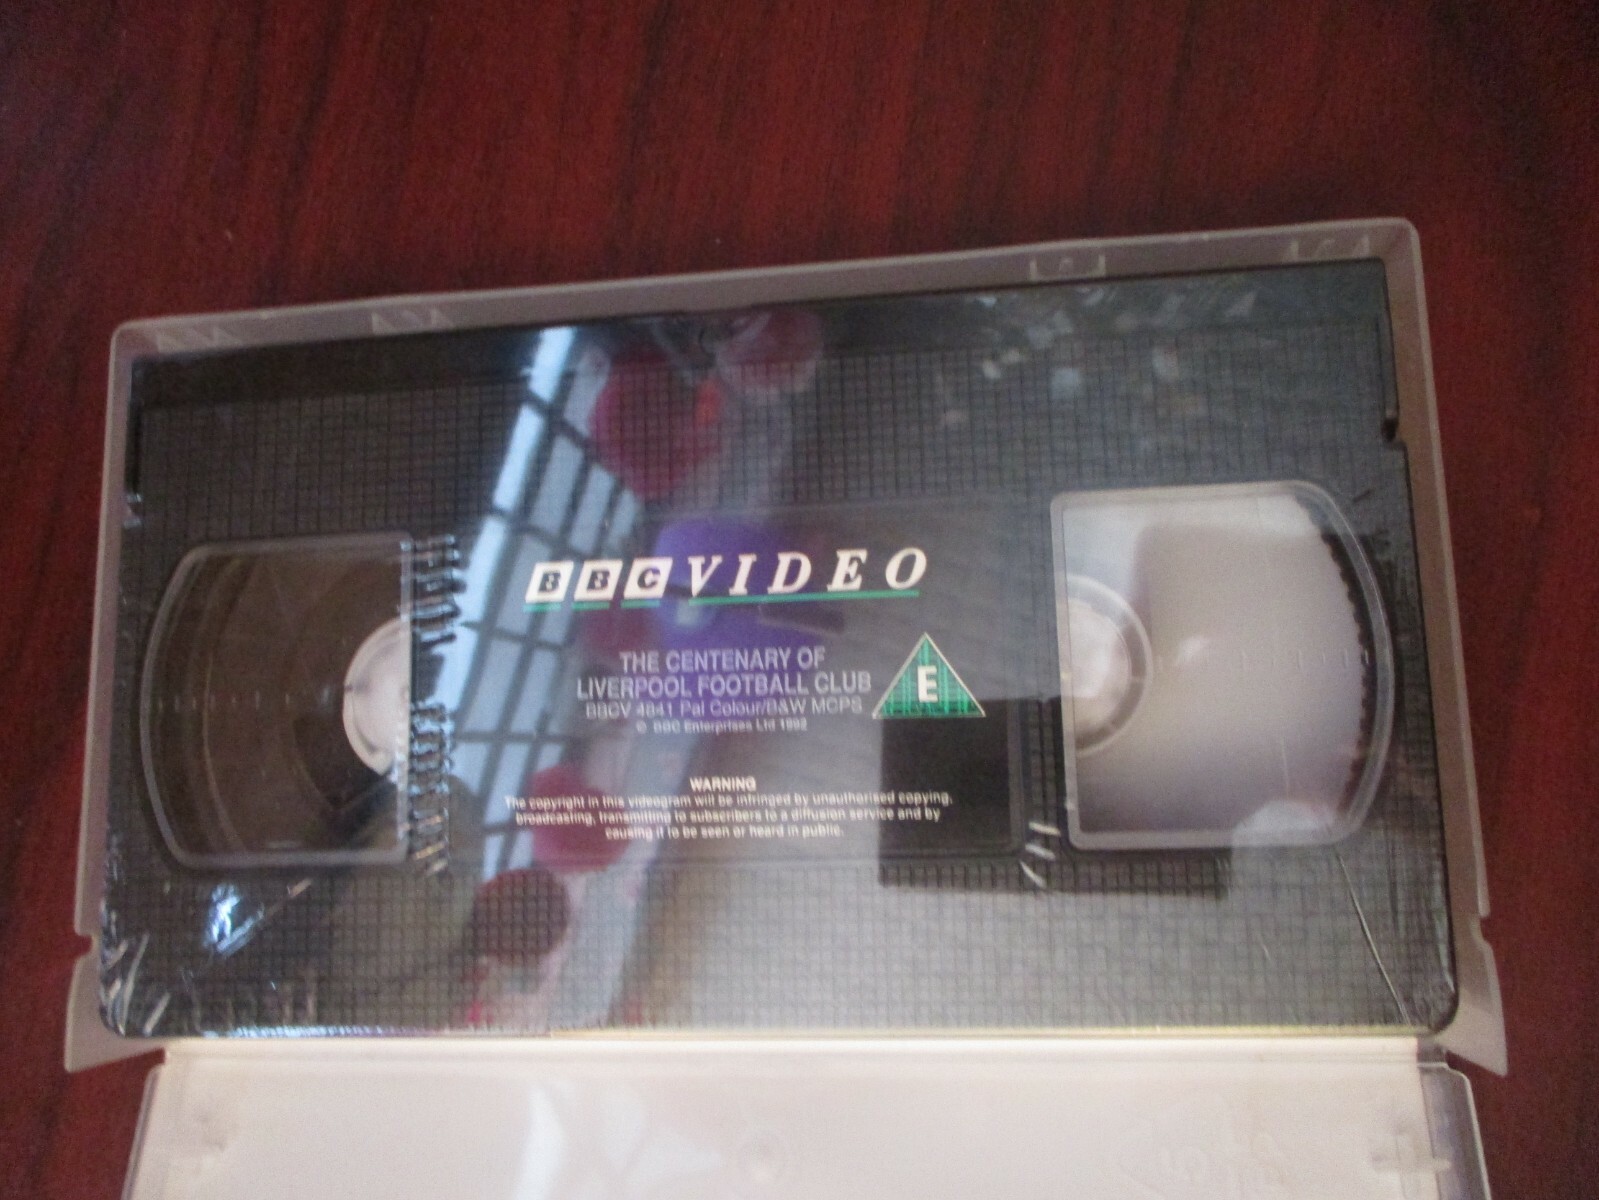 BBC VIDEO
THE CENTENARY OF
LIVERPOOL FOOTBALL CLUB
BBCV 4841 Pal Colour/B&W MCPS
© BBC Enterprises Ltd 1992
E
WARNING
The copyright in this videogram will be infringed by unauthorised copying,
broadcasting, transmitting to subscribers to a diffusion service and by
causing it to be seen or heard in public.